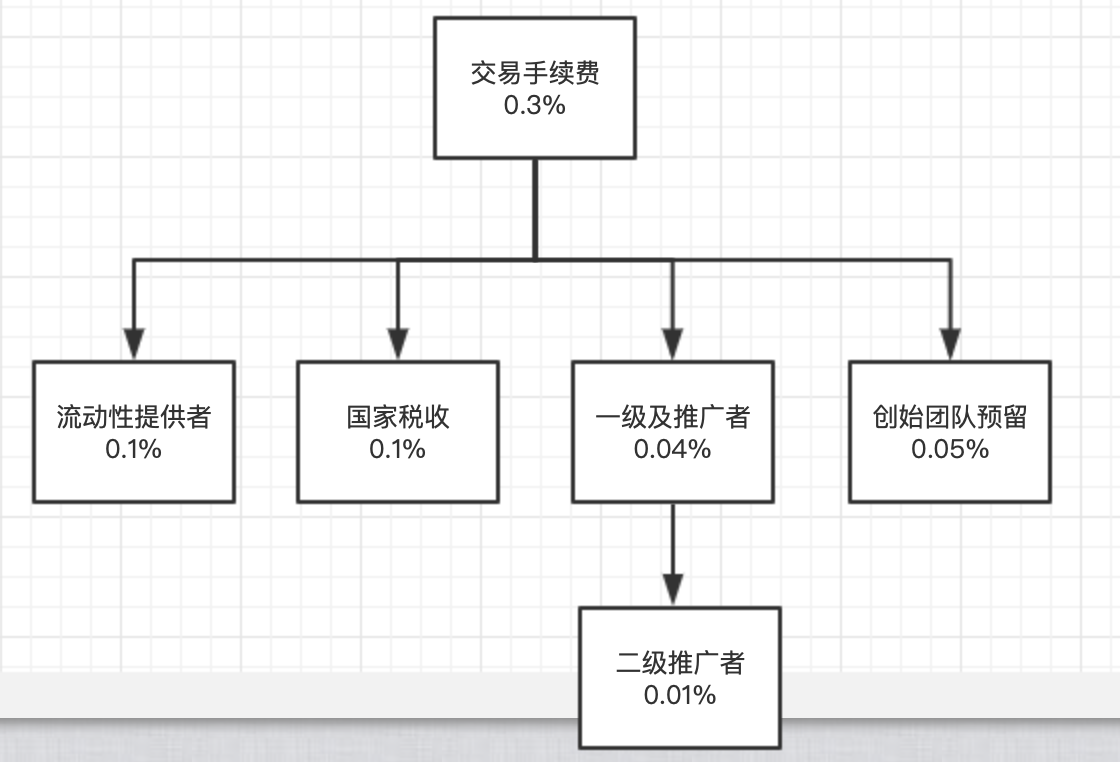 交易手续费
0.3%
流动性提供者
0.1%
国家税收
0.1%
一级及推广者
0.04%
创始团队预留
0.05%
二级推广者
0.01%